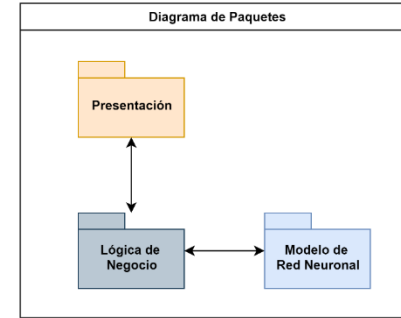 Diagrama de Paquetes
Presentación
Lógica de
Negocio
Modelo de
Red Neuronal